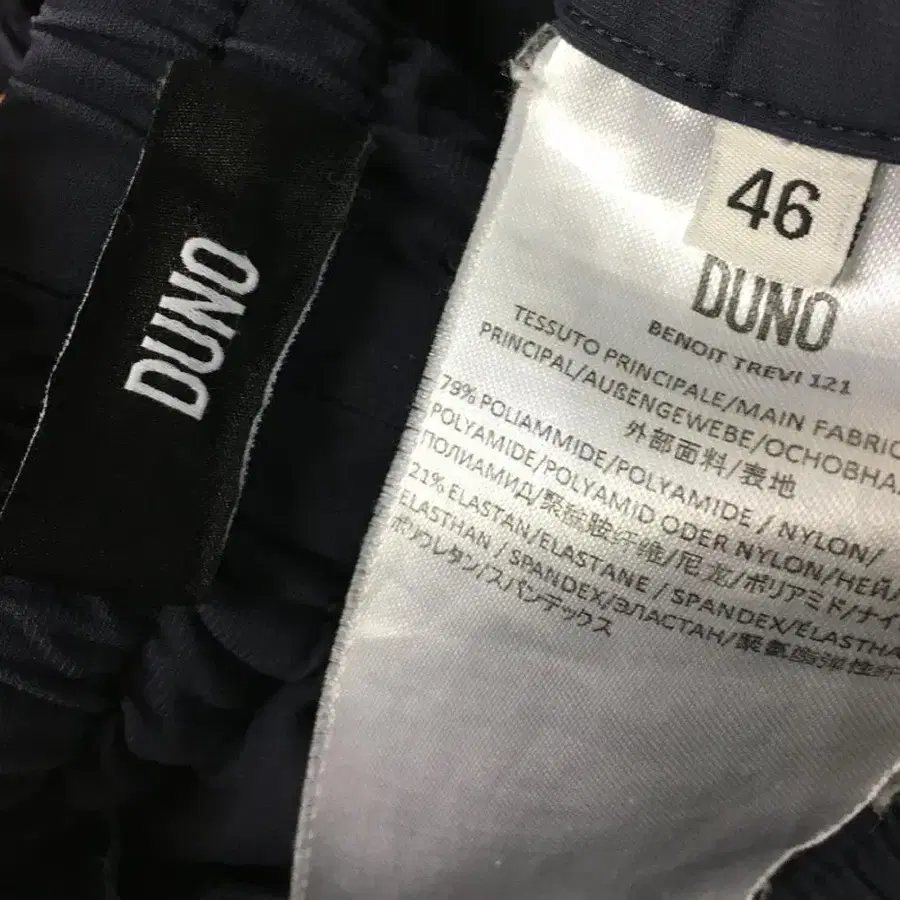 DUNO
46
DUNO
BENOIT TREVI 121
TESSUTO PRINCIPALE/MAIN FABRIC
PRINCIPAL/AUßENGEWEBE/ОСНОВНА
外部面料/表地
79% POLIAMMIDE/POLYAMIDE / NYLON/
POLYAMIDE/POLYAMID ODER NYLON/НЕЙ
ПОЛИАМИД/聚酰胺纤维/尼龙/ポリアミド/ナイ
21% ELASTAN/ELASTANE / SPANDEX/ELASTHAN
ELASTHAN / SPANDEX/ЭЛАСТАН/聚氨酯弹性纤
ポリウレタン/スパンデックス